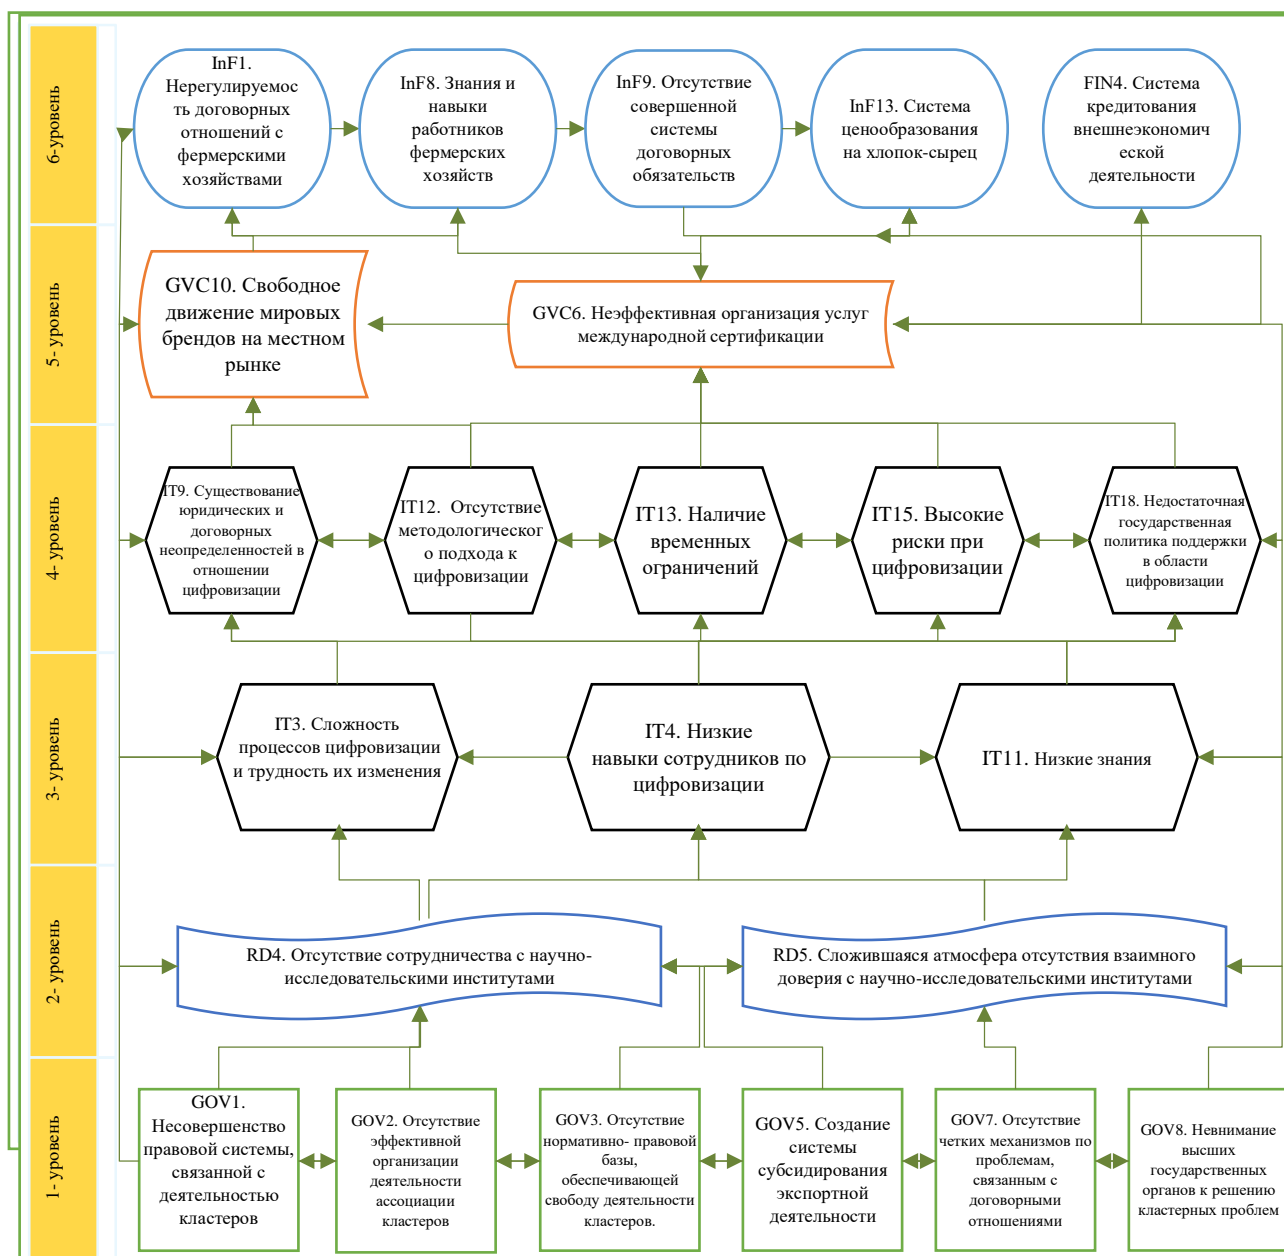 6-уровень
InF1.
Нерегулируемос
ть договорных
отношений с
фермерскими
хозяйствами
InF8. Знания и
навыки
работников
фермерских
хозяйств
InF9. Отсутствие
совершенной
системы
договорных
обязательств
InF13. Система
ценообразования
на хлопок-сырец
FIN4. Система
кредитования
внешнеэкономич
еской
деятельности
5- уровень
GVC10. Свободное
движение мировых
брендов на местном
рынке
GVC6. Неэффективная организация услуг
международной сертификации
4- уровень
IT9. Существование
юридических и
договорных
неопределенностей в
отношении
цифровизации
IT12. Отсутствие
методологическог
о подхода к
цифровизации
IT13. Наличие
временных
ограничений
IT15. Высокие
риски при
цифровизации
IT18. Недостаточная
государственная
политика поддержки
в области
цифровизации
3- уровень
IT3. Сложность
процессов цифровизации
и трудность их изменения
IT4. Низкие
навыки сотрудников по
цифровизации
IT11. Низкие знания
2- уровень
RD4. Отсутствие сотрудничества с научно-
исследовательскими институтами
RD5. Сложившаяся атмосфера отсутствия взаимного
доверия с научно-исследовательскими институтами
1- уровень
GOV1.
Несовершенство
правовой системы,
связанной с
деятельностью
кластеров
GOV2. Отсутствие
эффективной
организации
деятельности
ассоциации
кластеров
GOV3. Отсутствие
нормативно- правовой
базы,
обеспечивающей
свободу деятельности
кластеров.
GOV5. Создание
системы
субсидирования
экспортной
деятельности
GOV7. Отсутствие
четких механизмов по
проблемам,
связанным с
договорными
отношениями
GOV8. Невнимание
высших
государственных
органов к решению
кластерных проблем